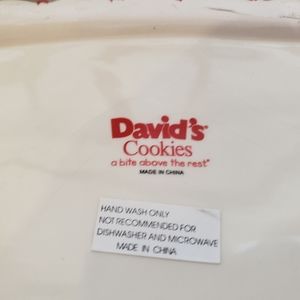 David's®
Cookies
a bite above the rest®
MADE IN CHINA
HAND WASH ONLY
NOT RECOMMENDED FOR
DISHWASHER AND MICROWAVE
MADE IN CHINA